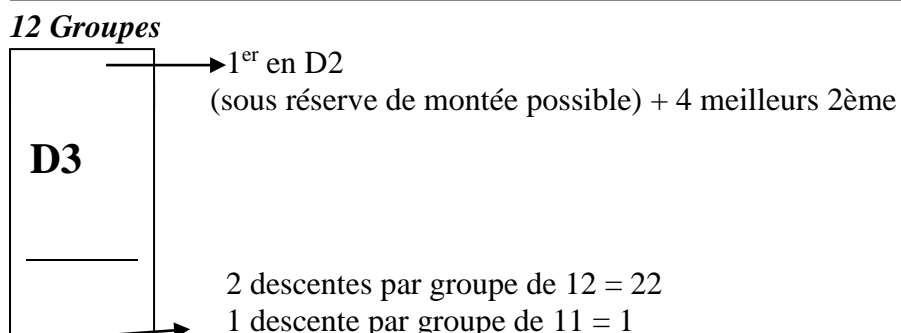 12 Groupes
1er en D2
(sous réserve de montée possible) + 4 meilleurs 2ème
D3
2 descentes par groupe de 12 = 22
1 descente par groupe de 11 = 1